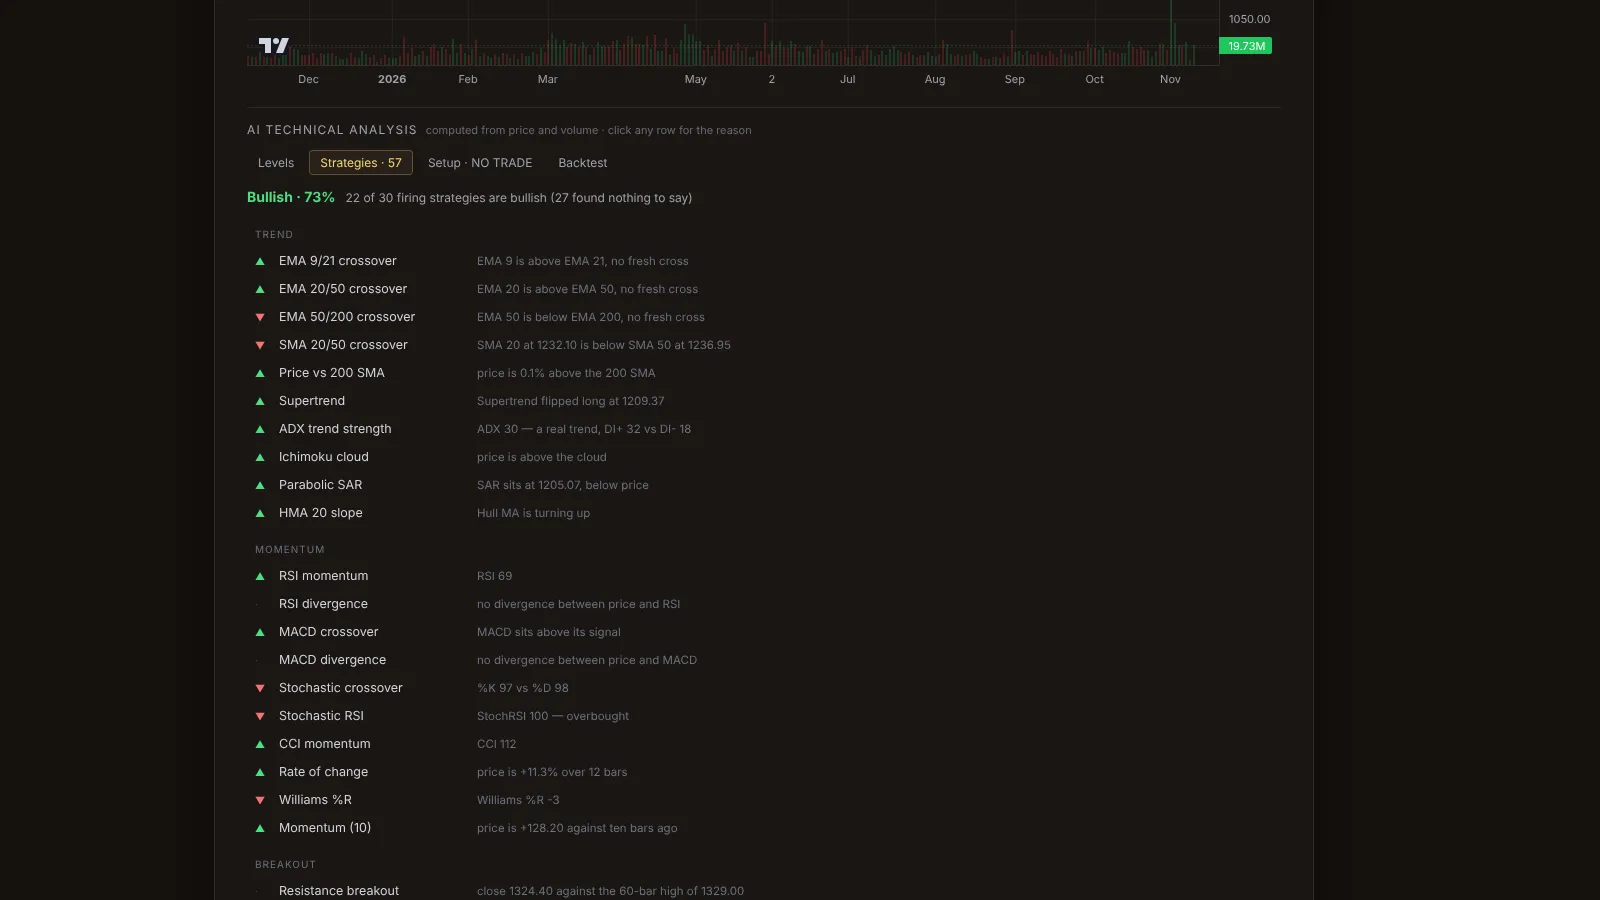 1050.00
19.73M
Dec 2026 Feb Mar May 2 Jul Aug Sep Oct Nov
AI TECHNICAL ANALYSIS computed from price and volume · click any row for the reason
Levels Strategies · 57 Setup · NO TRADE Backtest
Bullish · 73% 22 of 30 firing strategies are bullish (27 found nothing to say)
TREND
▲ EMA 9/21 crossover EMA 9 is above EMA 21, no fresh cross
▲ EMA 20/50 crossover EMA 20 is above EMA 50, no fresh cross
▼ EMA 50/200 crossover EMA 50 is below EMA 200, no fresh cross
▼ SMA 20/50 crossover SMA 20 at 1232.10 is below SMA 50 at 1236.95
▲ Price vs 200 SMA price is 0.1% above the 200 SMA
▲ Supertrend Supertrend flipped long at 1209.37
▲ ADX trend strength ADX 30 — a real trend, DI+ 32 vs DI- 18
▲ Ichimoku cloud price is above the cloud
▲ Parabolic SAR SAR sits at 1205.07, below price
▲ HMA 20 slope Hull MA is turning up
MOMENTUM
▲ RSI momentum RSI 69
· RSI divergence no divergence between price and RSI
▲ MACD crossover MACD sits above its signal
· MACD divergence no divergence between price and MACD
▼ Stochastic crossover %K 97 vs %D 98
▼ Stochastic RSI StochRSI 100 — overbought
▲ CCI momentum CCI 112
▲ Rate of change price is +11.3% over 12 bars
▼ Williams %R Williams %R -3
▲ Momentum (10) price is +128.20 against ten bars ago
BREAKOUT
· Resistance breakout close 1324.40 against the 60-bar high of 1329.00